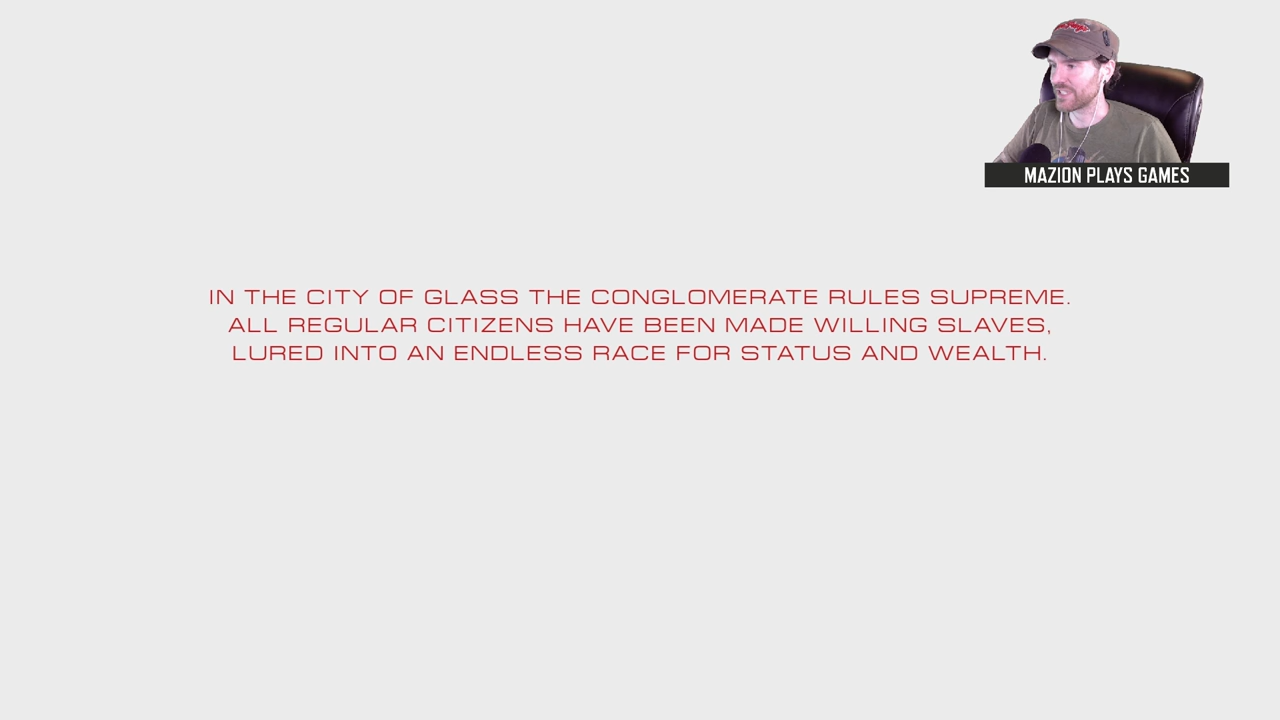 MAZION PLAYS GAMES
IN THE CITY OF GLASS THE CONGLOMERATE RULES SUPREME.
ALL REGULAR CITIZENS HAVE BEEN MADE WILLING SLAVES,
LURED INTO AN ENDLESS RACE FOR STATUS AND WEALTH.